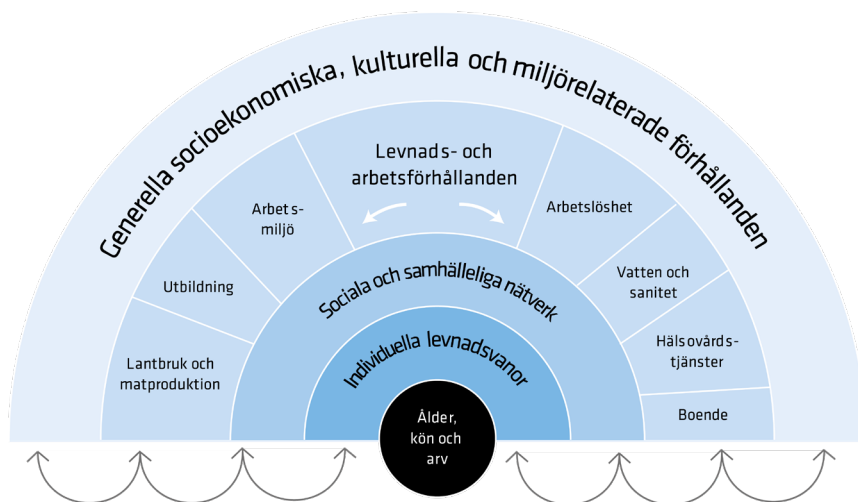 Generella socioekonomiska, kulturella och miljörelaterade förhållanden
Levnads- och
arbetsförhållanden
Arbets-
miljö
Arbetslöshet
Utbildning
Vatten och
sanitet
Lantbruk och
matproduktion
Hälsovårds-
tjänster
Boende
Sociala och samhälleliga nätverk
Individuella levnadsvanor
Ålder,
kön och
arv